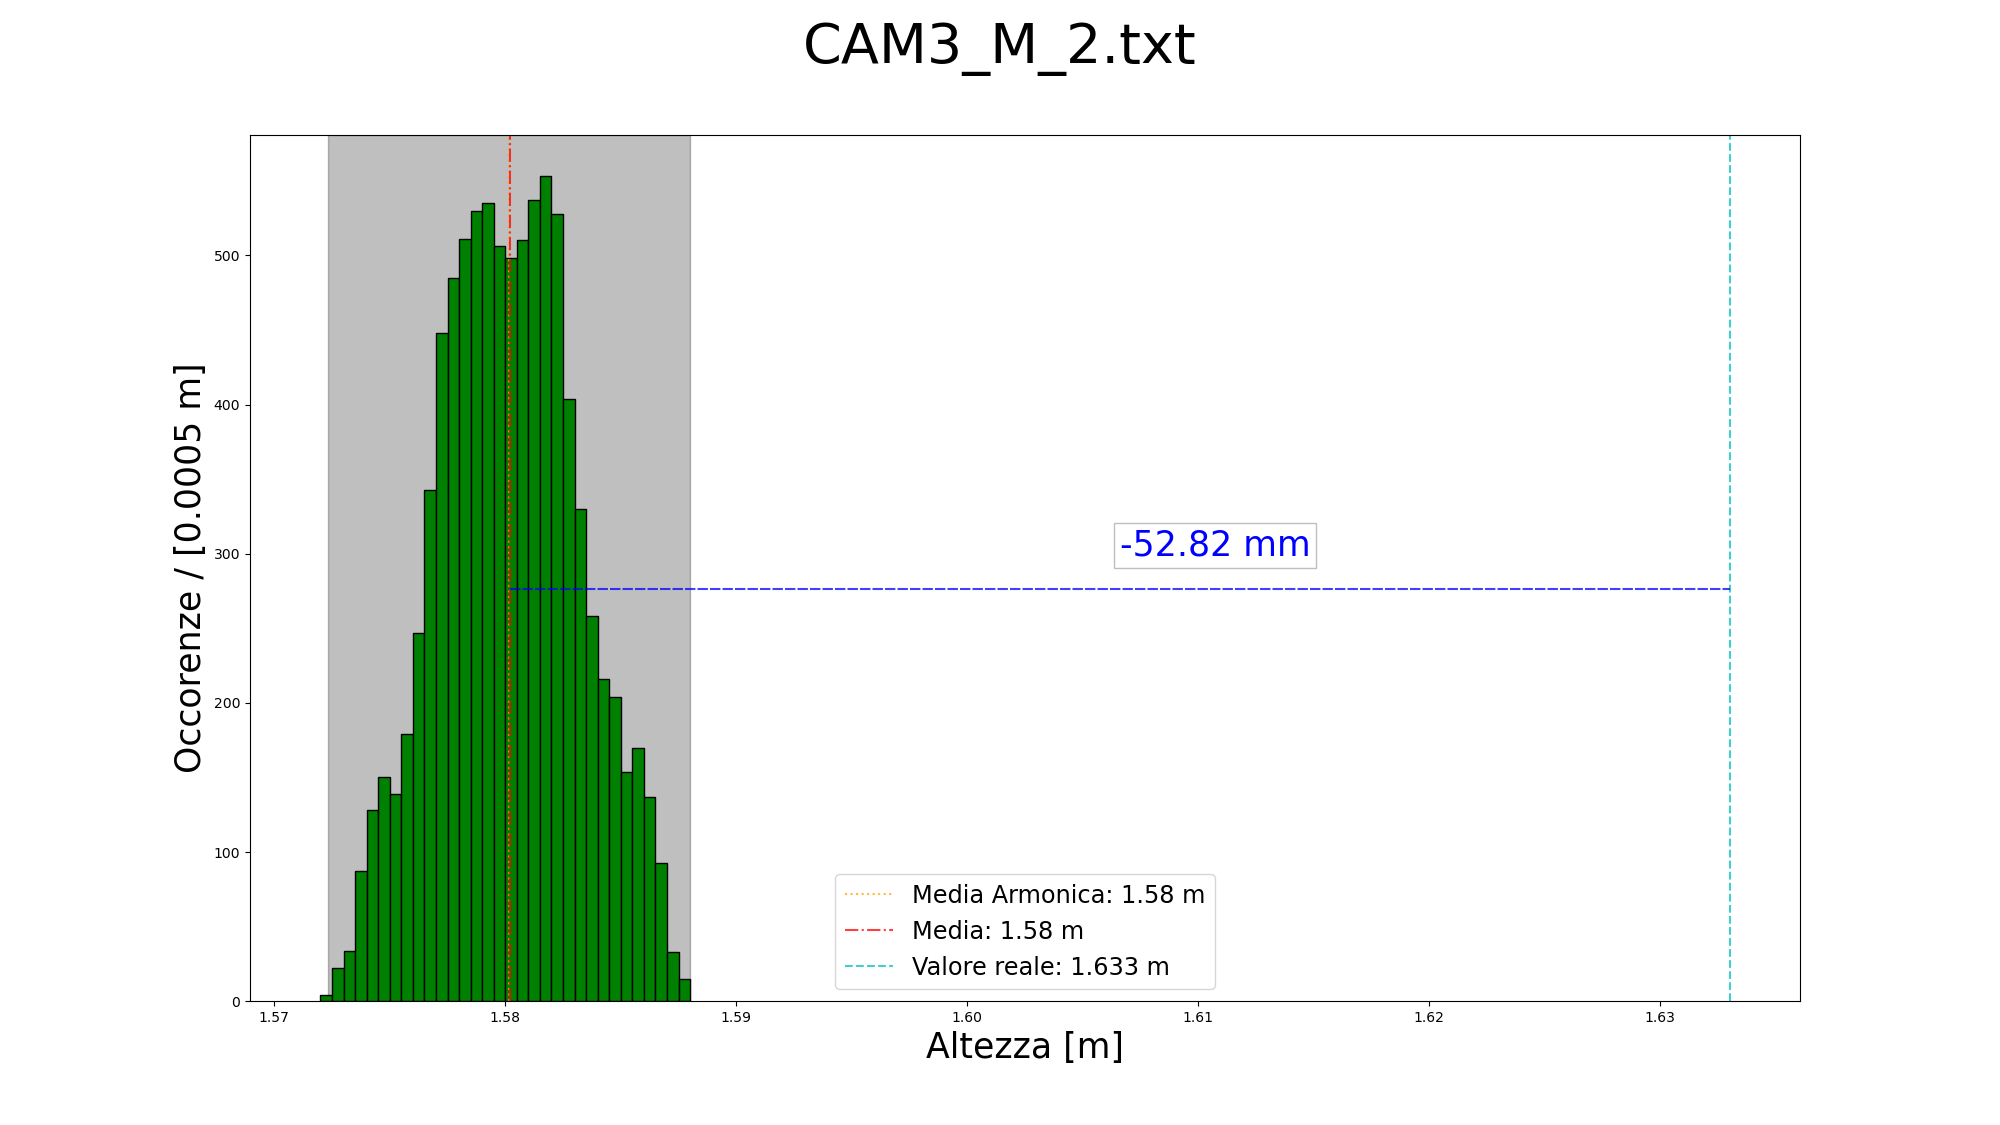 CAM3_M_2.txt
Occorenze / [0.0005 m]
500
400
300
200
100
0
-52.82 mm
Media Armonica: 1.58 m
Media: 1.58 m
Valore reale: 1.633 m
1.57 1.58 1.59 1.60 1.61 1.62 1.63
Altezza [m]